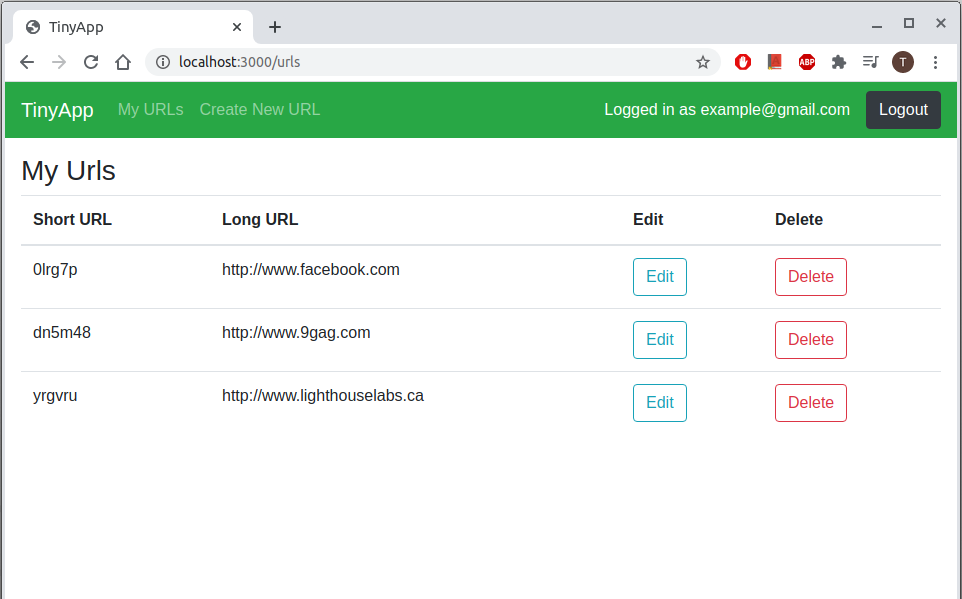 TinyApp
localhost:3000/urls
ABP
T
TinyApp My URLs Create New URL Logged in as example@gmail.com Logout
My Urls
Short URL Long URL Edit Delete
0lrg7p http://www.facebook.com Edit Delete
dn5m48 http://www.9gag.com Edit Delete
yrgvru http://www.lighthouselabs.ca Edit Delete